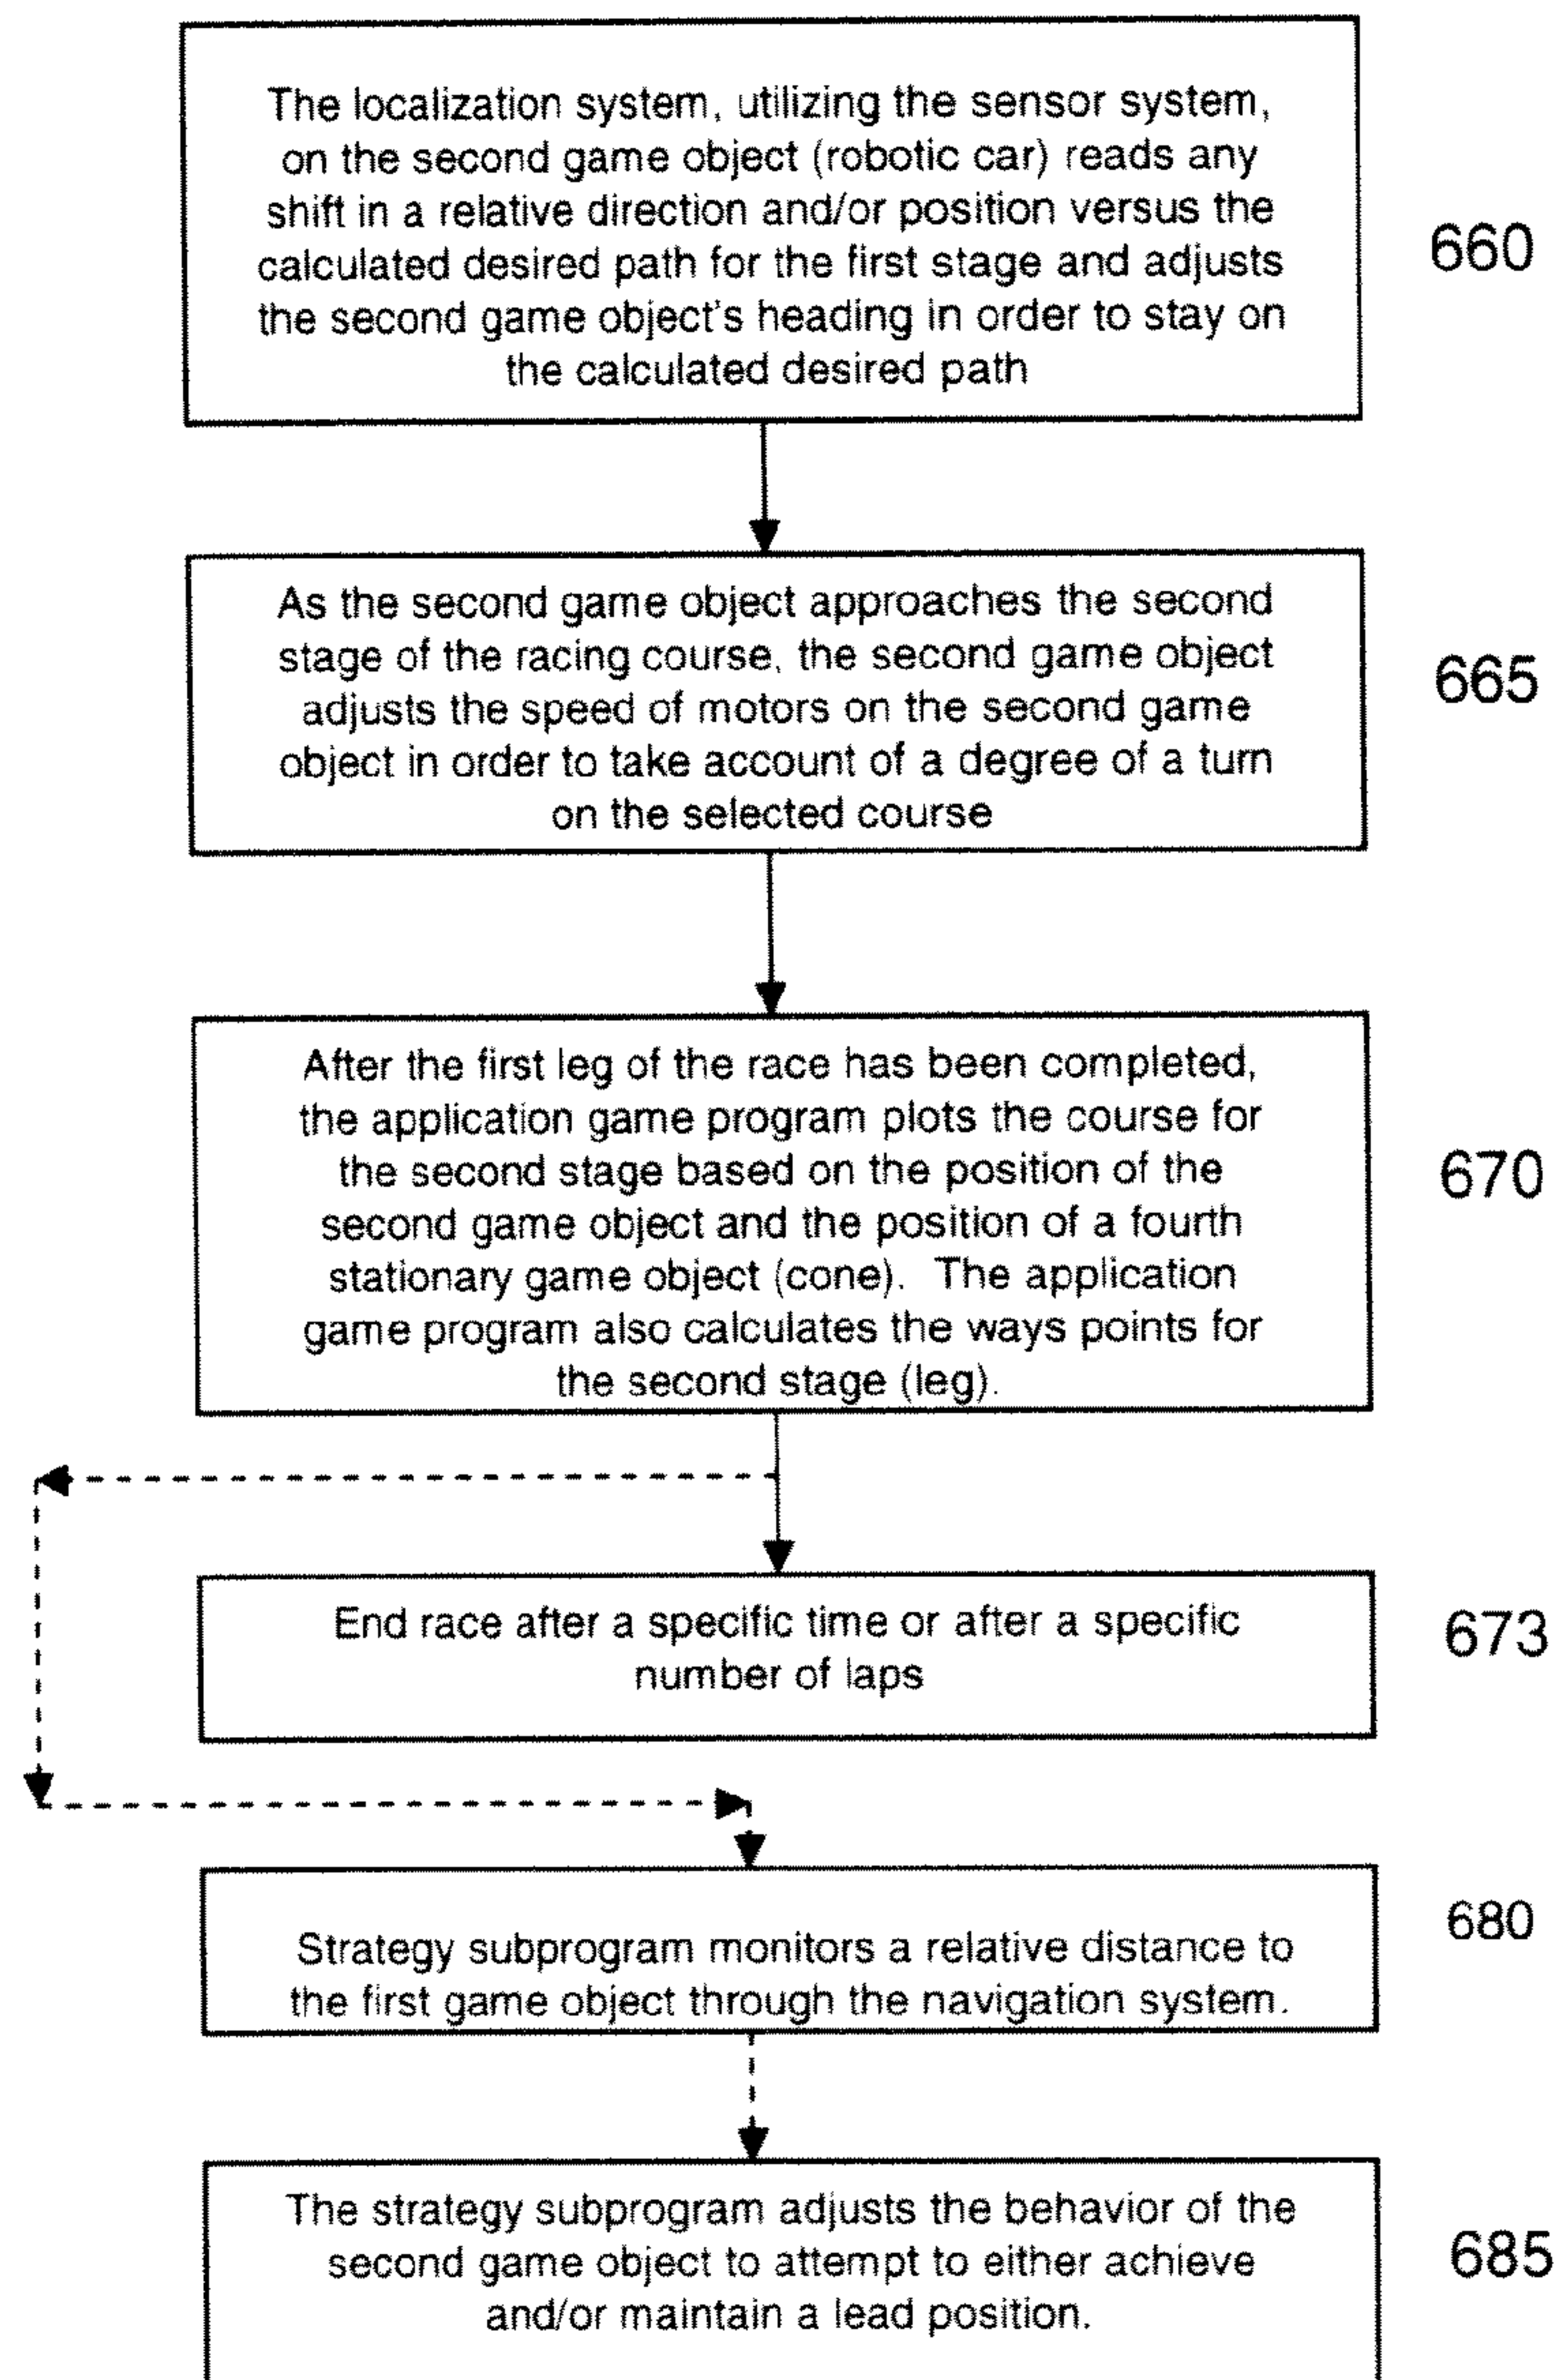 The localization system, utilizing the sensor system,
on the second game object (robotic car) reads any
shift in a relative direction and/or position versus the
calculated desired path for the first stage and adjusts
the second game object's heading in order to stay on
the calculated desired path
660
As the second game object approaches the second
stage of the racing course, the second game object
adjusts the speed of motors on the second game
object in order to take account of a degree of a turn
on the selected course
665
After the first leg of the race has been completed,
the application game program plots the course for
the second stage based on the position of the
second game object and the position of a fourth
stationary game object (cone). The application
game program also calculates the ways points for
the second stage (leg).
670
End race after a specific time or after a specific
number of laps
673
Strategy subprogram monitors a relative distance to
the first game object through the navigation system.
680
The strategy subprogram adjusts the behavior of the
second game object to attempt to either achieve
and/or maintain a lead position.
685